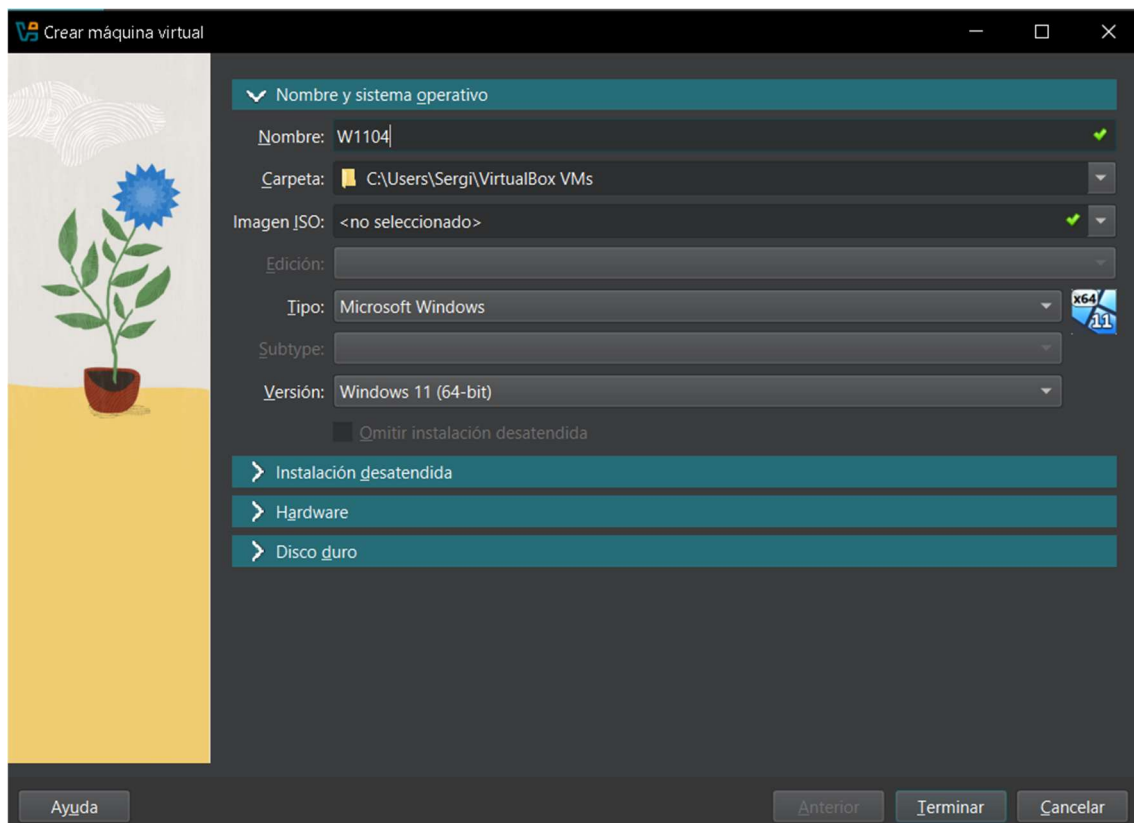 Crear máquina virtual
Nombre y sistema operativo
Nombre: W1104
Carpeta: C:\Users\Sergi\VirtualBox VMs
Imagen ISO: <no seleccionado>
Edición:
Tipo: Microsoft Windows
x64
11
Subtype:
Versión: Windows 11 (64-bit)
Omitir instalación desatendida
Instalación desatendida
Hardware
Disco duro
Ayuda Anterior Terminar Cancelar